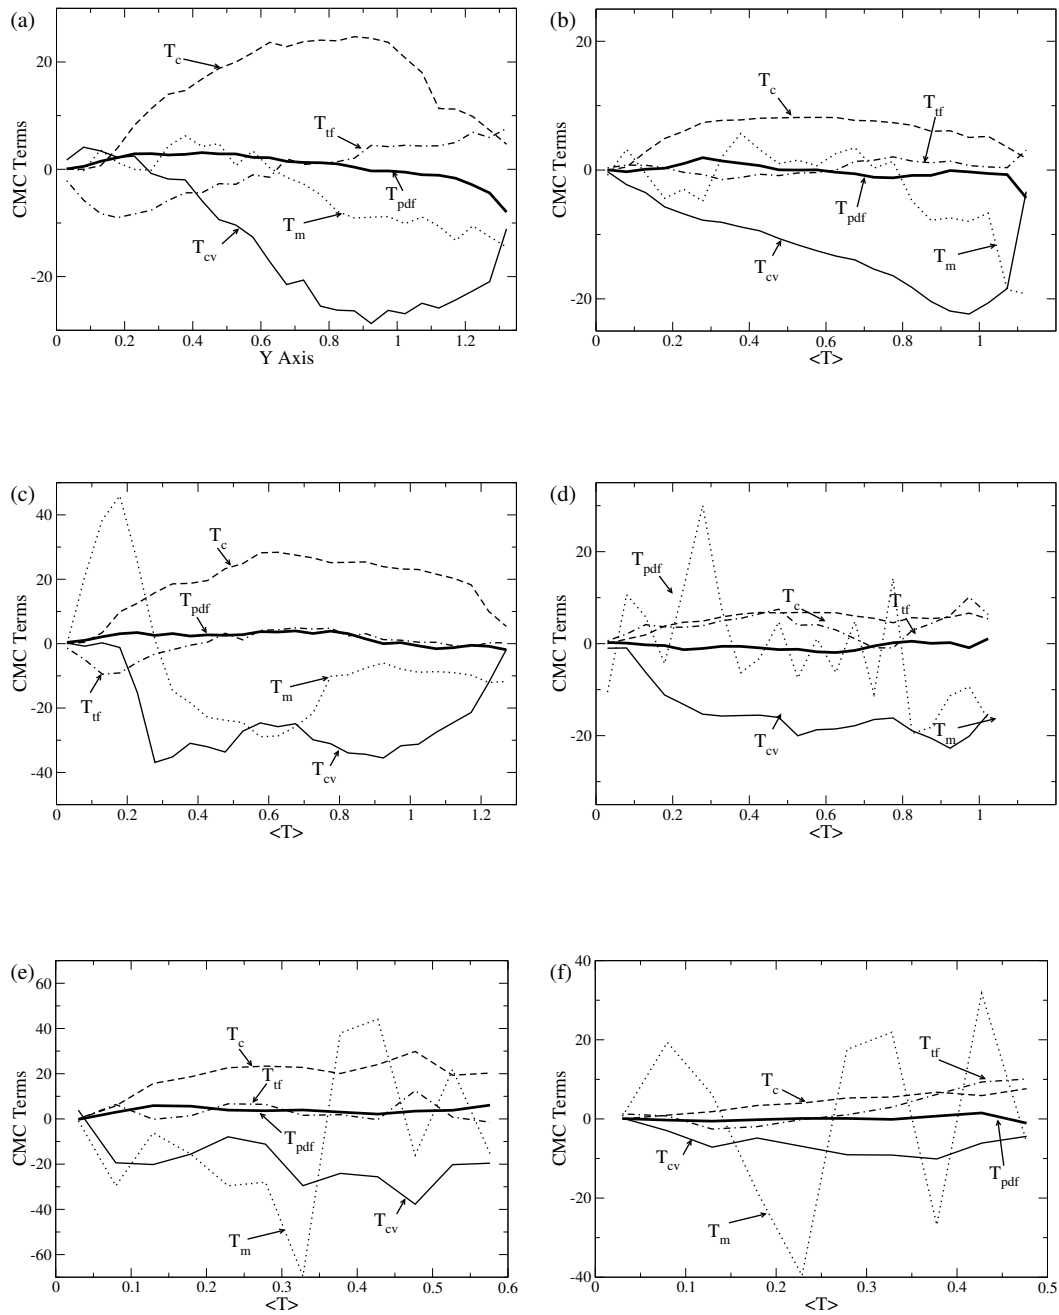 (a)
CMC Terms
20
0
-20
T_c
T_tf
T_pdf
T_m
T_cv
0 0.2 0.4 0.6 0.8 1 1.2
Y Axis
(b)
CMC Terms
20
0
-20
T_c
T_tf
T_pdf
T_m
T_cv
0 0.2 0.4 0.6 0.8 1
<T>
(c)
CMC Terms
40
20
0
-20
-40
T_c
T_pdf
T_tf
T_m
T_cv
0 0.2 0.4 0.6 0.8 1 1.2
<T>
(d)
CMC Terms
20
0
-20
T_pdf
T_c
T_tf
T_m
T_cv
0 0.2 0.4 0.6 0.8 1
<T>
(e)
CMC Terms
60
40
20
0
-20
-40
-60
T_c
T_tf
T_pdf
T_cv
T_m
0 0.1 0.2 0.3 0.4 0.5 0.6
<T>
(f)
CMC Terms
40
20
0
-20
-40
T_tf
T_c
T_cv
T_pdf
T_m
0 0.1 0.2 0.3 0.4 0.5
<T>